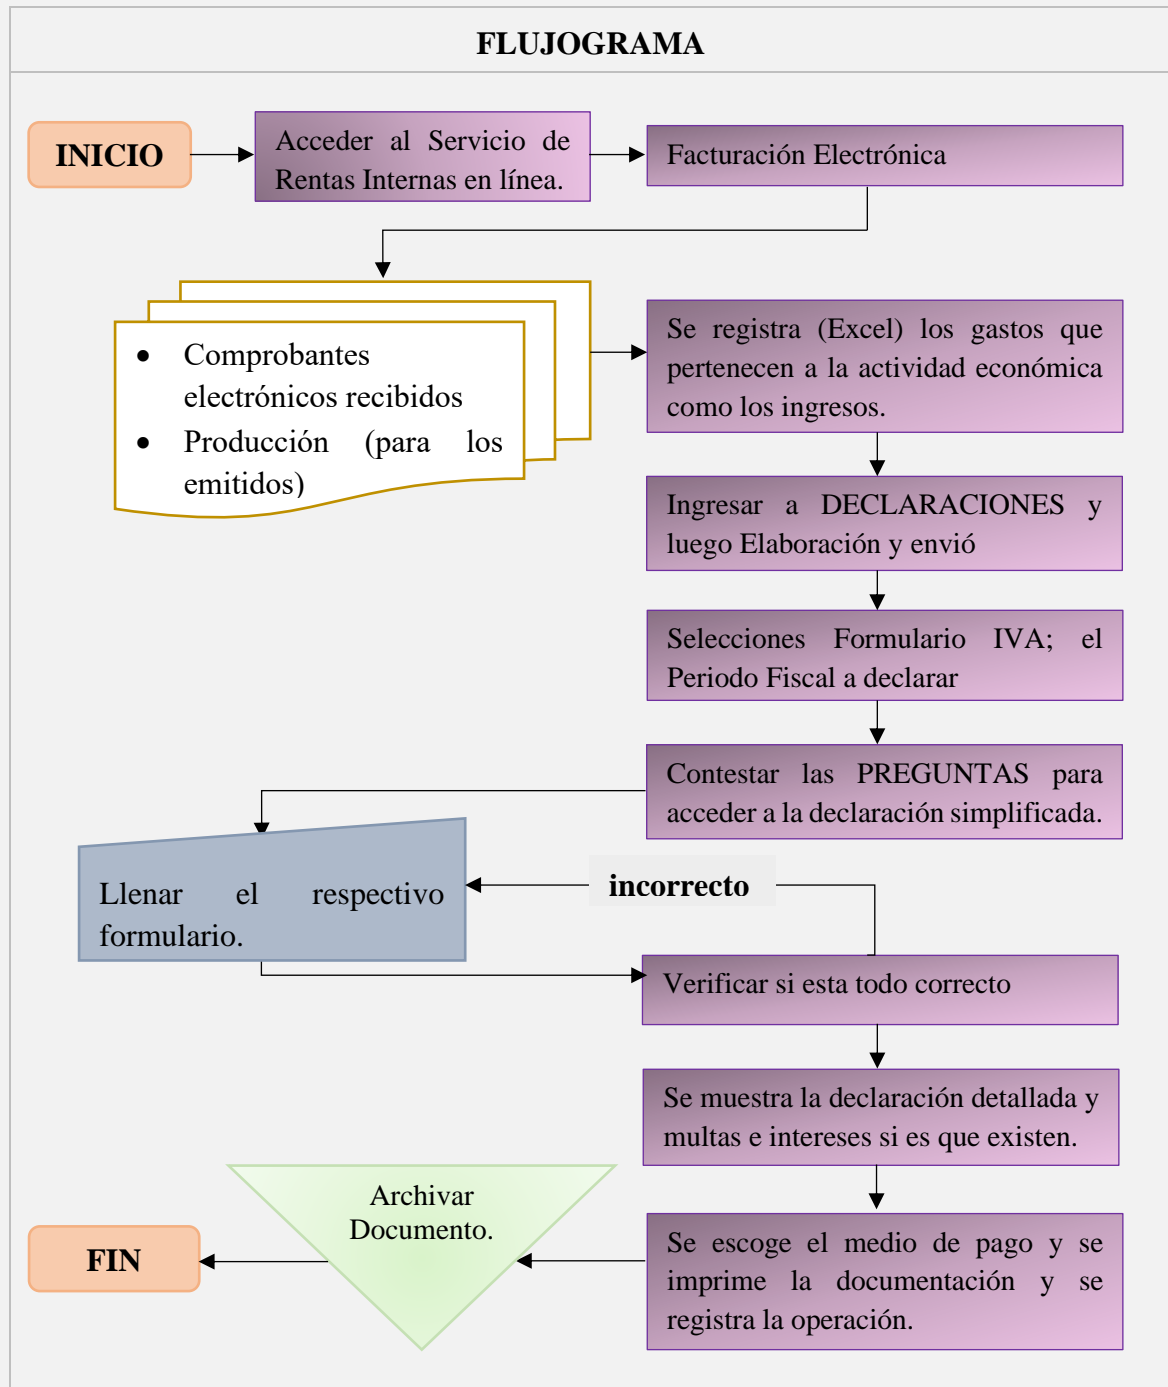 FLUJOGRAMA
INICIO
Acceder al Servicio de
Rentas Internas en línea.
Facturación Electrónica
• Comprobantes
electrónicos recibidos
• Producción (para los
emitidos)
Se registra (Excel) los gastos que
pertenecen a la actividad económica
como los ingresos.
Ingresar a DECLARACIONES y
luego Elaboración y envió
Selecciones Formulario IVA; el
Periodo Fiscal a declarar
Contestar las PREGUNTAS para
acceder a la declaración simplificada.
Llenar el respectivo
formulario.
incorrecto
Verificar si esta todo correcto
Se muestra la declaración detallada y
multas e intereses si es que existen.
Se escoge el medio de pago y se
imprime la documentación y se
registra la operación.
Archivar
Documento.
FIN